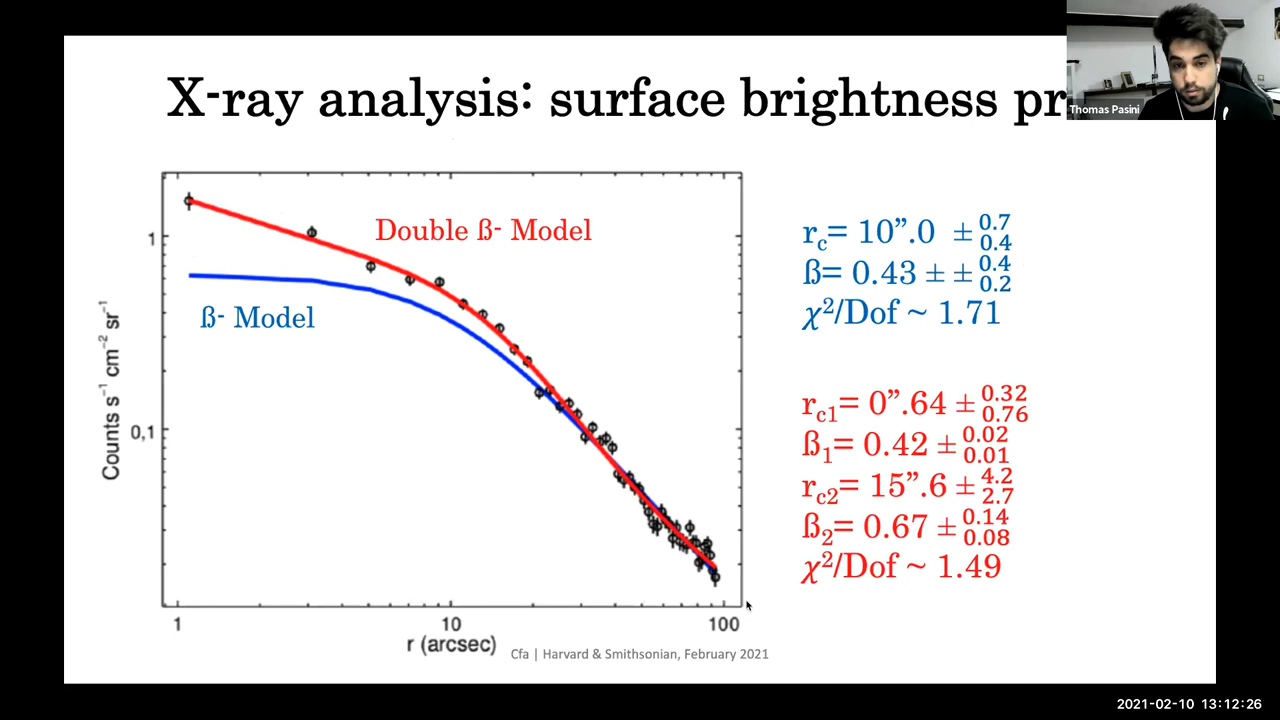 X-ray analysis: surface brightness pr
Thomas Pasini
Double ß- Model
ß- Model
1
0,1
Counts s⁻¹ cm⁻² sr⁻¹
1
10
100
r (arcsec)
r_c= 10”.0 ± 0.7 0.4
ß= 0.43 ± ± 0.4 0.2
χ²/Dof ~ 1.71
r_c1= 0”.64 ± 0.32 0.76
ß₁= 0.42 ± 0.02 0.01
r_c2= 15”.6 ± 4.2 2.7
ß₂= 0.67 ± 0.14 0.08
χ²/Dof ~ 1.49
Cfa | Harvard & Smithsonian, February 2021
2021-02-10 13:12:26